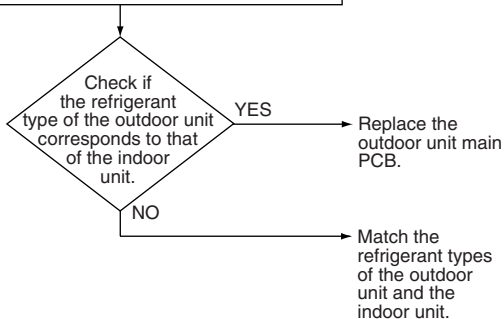 Check if
the refrigerant
type of the outdoor unit
corresponds to that
of the indoor
unit.
YES
Replace the
outdoor unit main
PCB.
NO
Match the
refrigerant types
of the outdoor
unit and the
indoor unit.